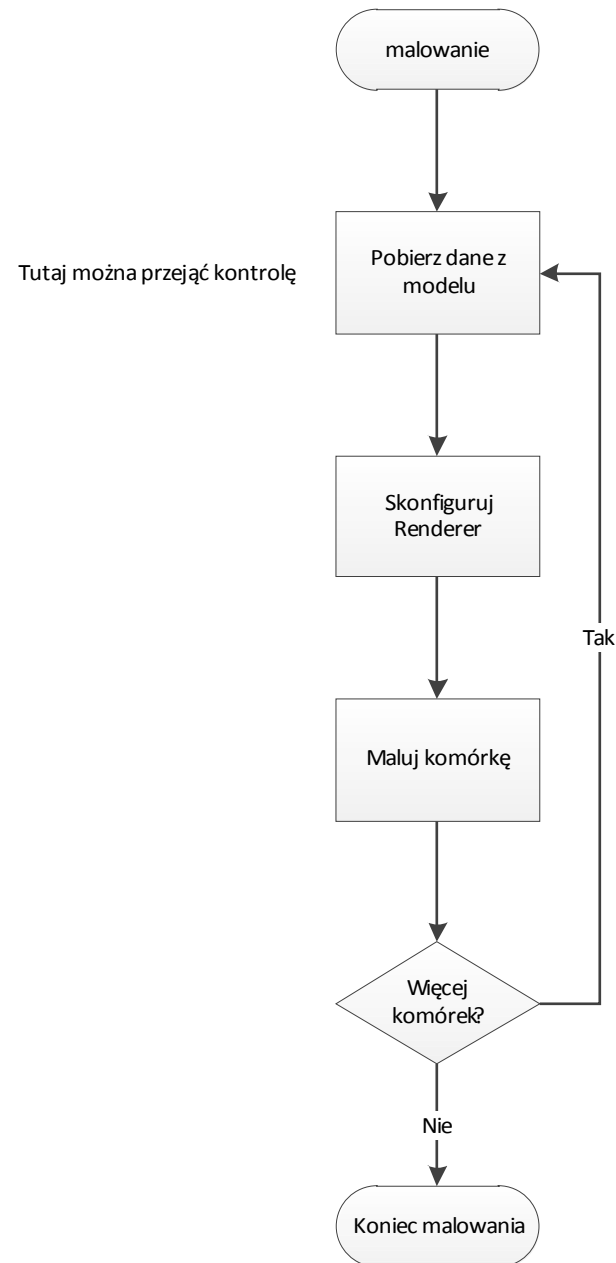 malowanie
Tutaj można przejąć kontrolę
Pobierz dane z
modelu
Skonfiguruj
Renderer
Tak
Maluj komórkę
Więcej
komórek?
Nie
Koniec malowania